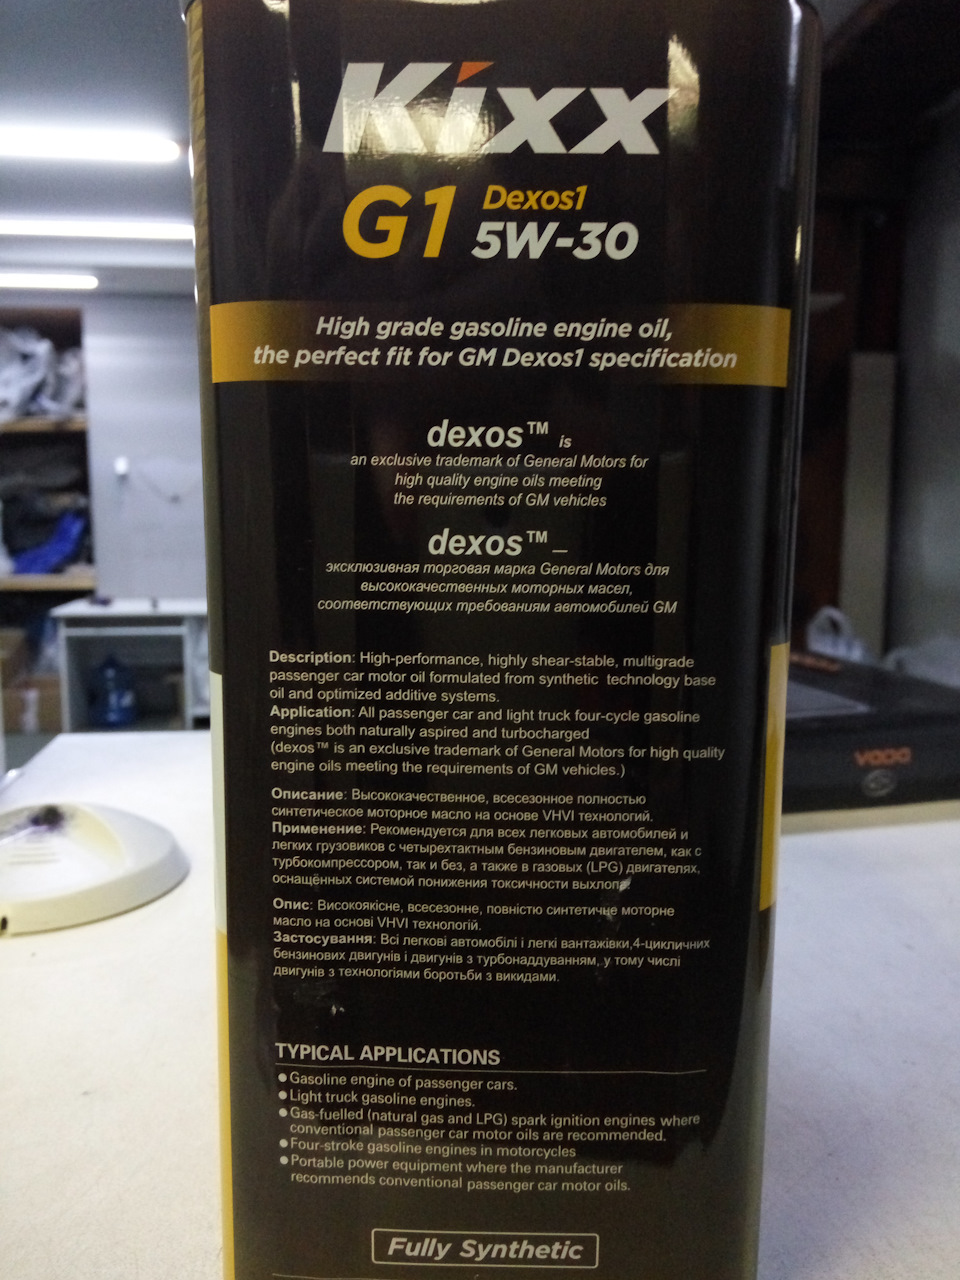 Kixx
G1 Dexos1
5W-30
High grade gasoline engine oil,
the perfect fit for GM Dexos1 specification
dexos™ is
an exclusive trademark of General Motors for
high quality engine oils meeting
the requirements of GM vehicles
dexos™ –
эксклюзивная торговая марка General Motors для
высококачественных моторных масел,
соответствующих требованиям автомобилей GM
Description: High-performance, highly shear-stable, multigrade
passenger car motor oil formulated from synthetic technology base
oil and optimized additive systems.
Application: All passenger car and light truck four-cycle gasoline
engines both naturally aspired and turbocharged
(dexos™ is an exclusive trademark of General Motors for high quality
engine oils meeting the requirements of GM vehicles.)
Описание: Высококачественное, всесезонное полностью
синтетическое моторное масло на основе VHVI технологий.
Применение: Рекомендуется для всех легковых автомобилей и
легких грузовиков с четырехтактным бензиновым двигателем, как с
турбокомпрессором, так и без, а также в газовых (LPG) двигателях,
оснащённых системой понижения токсичности выхлопа.
Опис: Високоякісне, всесезонне, повністю синтетичне моторне
масло на основі VHVI технологій.
Застосування: Всі легкові автомобілі і легкі вантажівки,4-цикличних
бензинових двигунів і двигунів з турбонаддуванням, у тому числі
двигунів з технологіями боротьби з викидами.
TYPICAL APPLICATIONS
● Gasoline engine of passenger cars.
● Light truck gasoline engines.
● Gas-fuelled (natural gas and LPG) spark ignition engines where
conventional passenger car motor oils are recommended.
● Four-stroke gasoline engines in motorcycles
● Portable power equipment where the manufacturer
recommends conventional passenger car motor oils.
Fully Synthetic